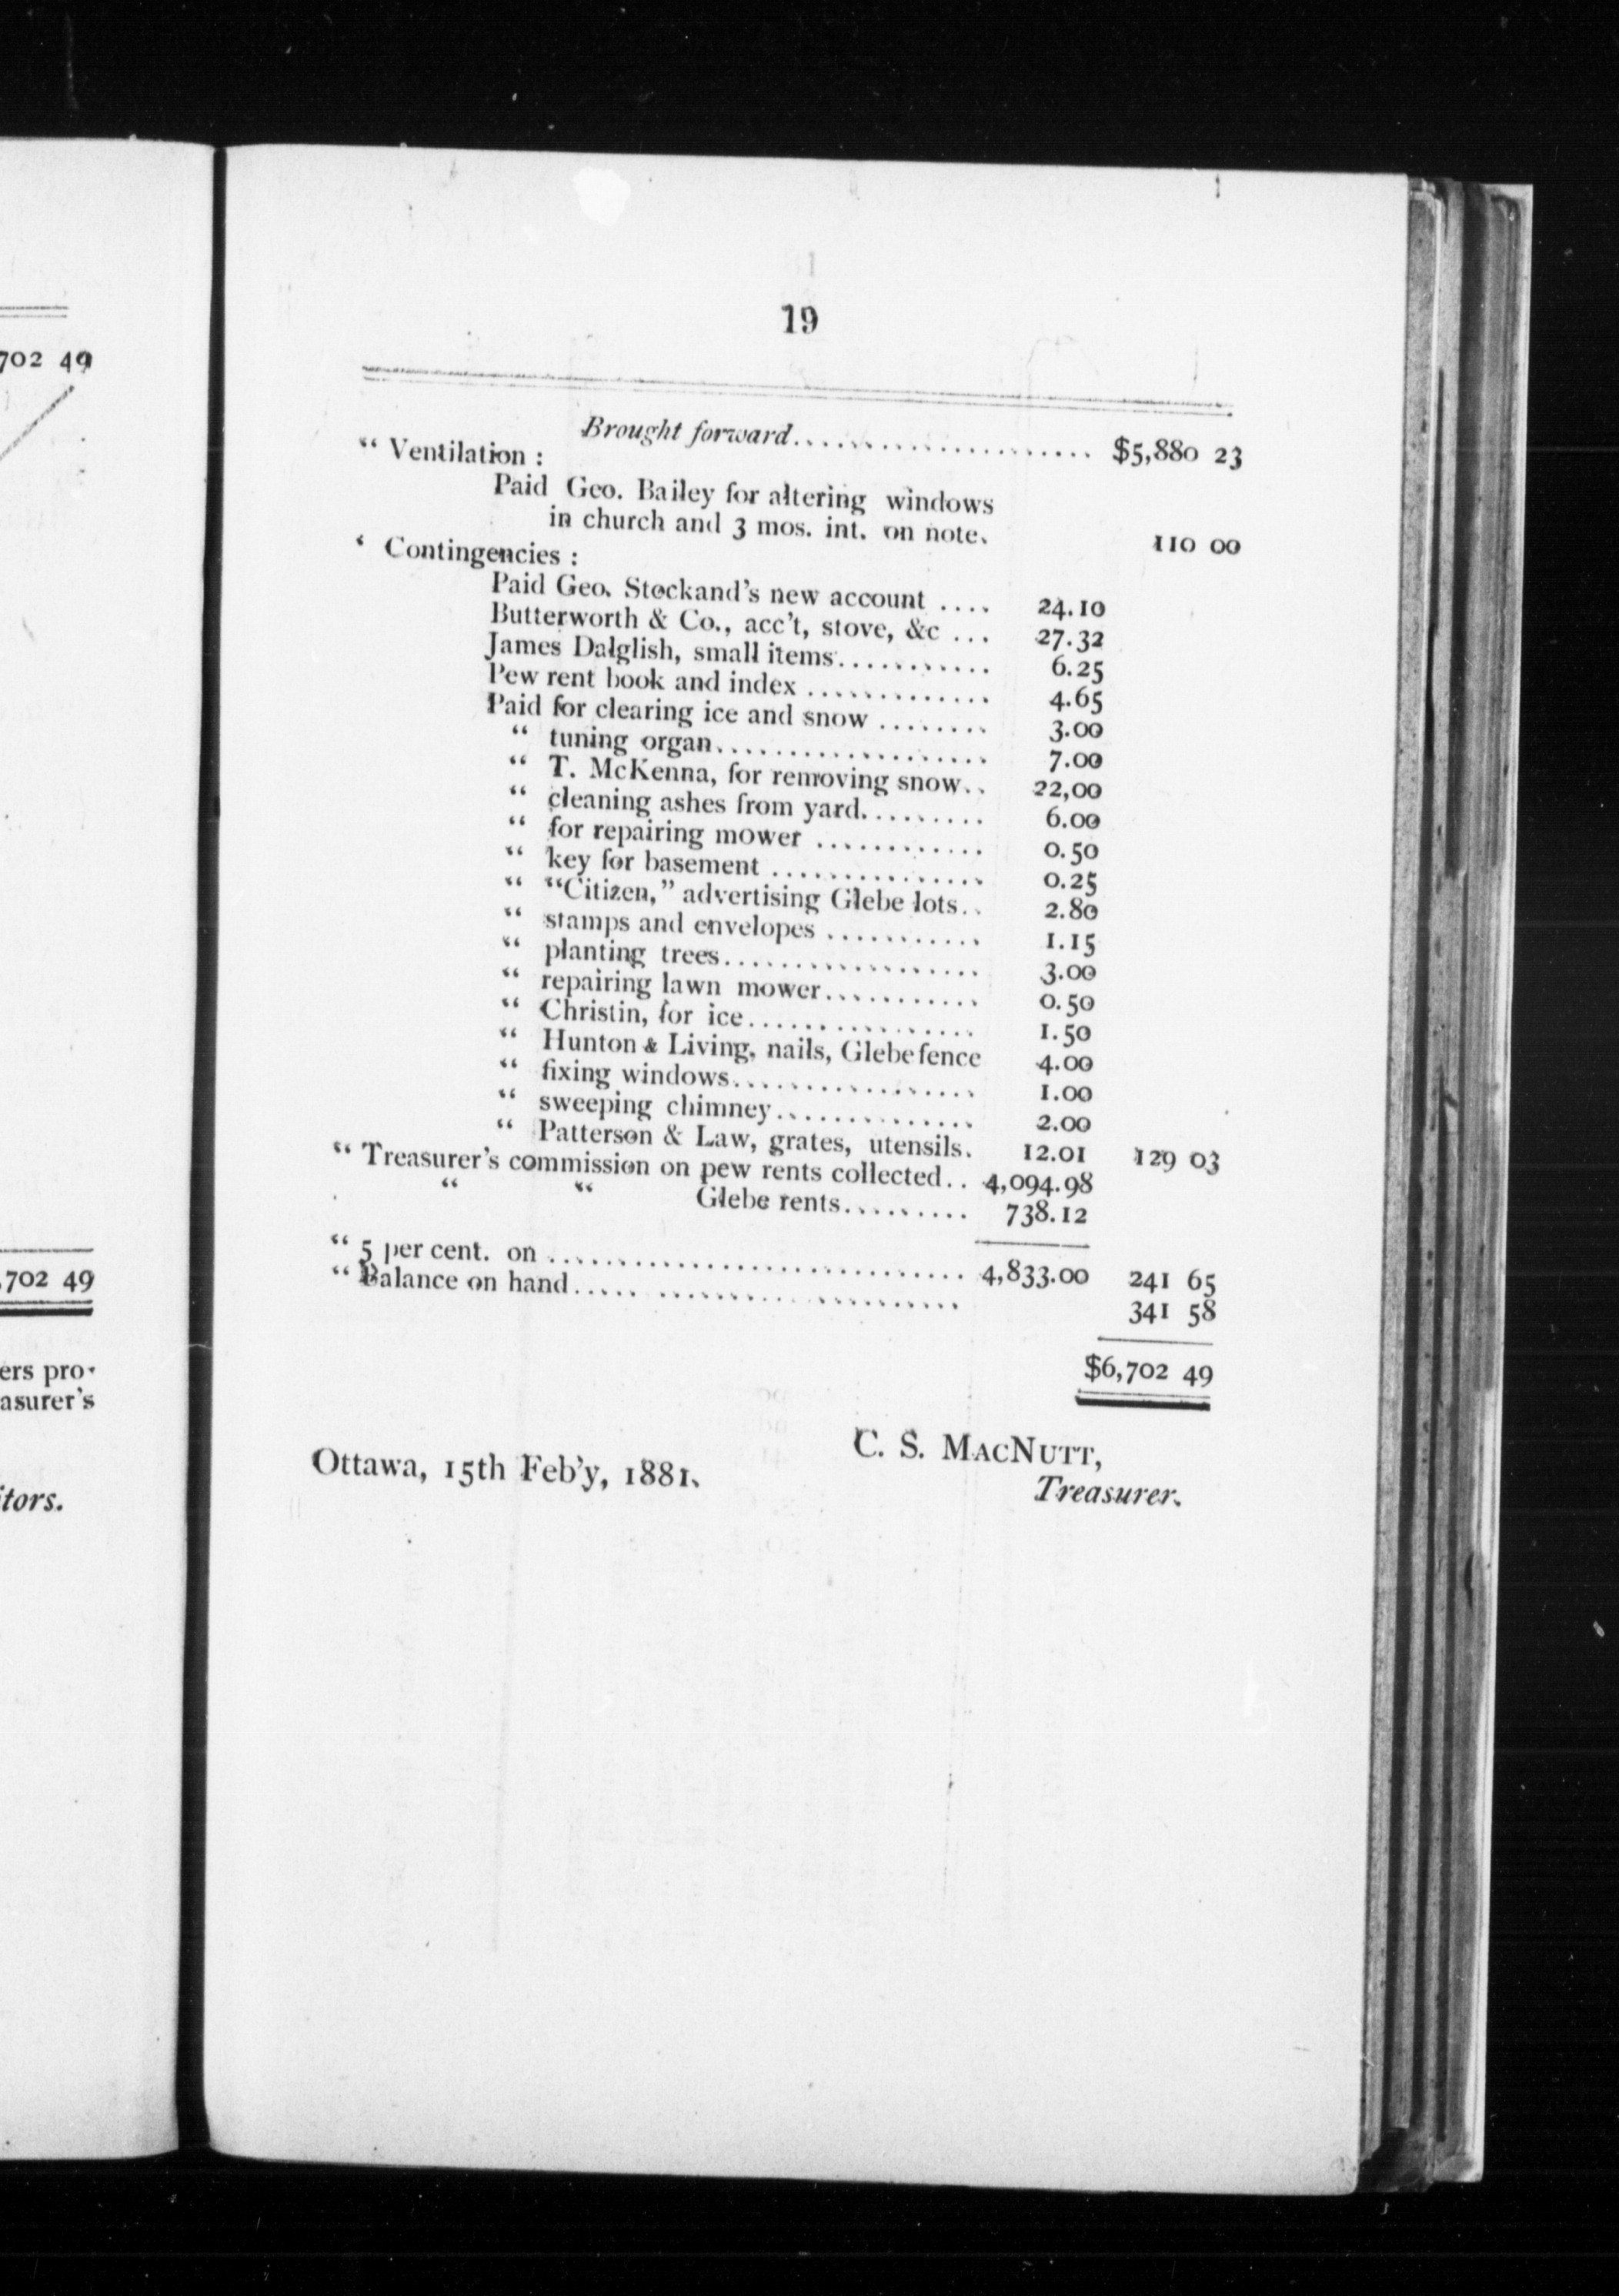 702 49
,702 49
ers pro-
asurer's
itors.
19
Brought forward.................... $5,880 23
" Ventilation :
Paid Geo. Bailey for altering windows
in church and 3 mos. int. on note. 110 00
‘ Contingencies :
Paid Geo. Stockand's new account .... 24.10
Butterworth & Co., acc't, stove, &c ... 27.32
James Dalglish, small items........... 6.25
Pew rent book and index ............. 4.65
Paid for clearing ice and snow ........ 3.00
" tuning organ................... 7.00
" T. McKenna, for removing snow.. 22,00
" cleaning ashes from yard......... 6.00
" for repairing mower ............ 0.50
" key for basement ............... 0.25
" "Citizen," advertising Glebe lots.. 2.80
" stamps and envelopes ........... 1.15
" planting trees.................. 3.00
" repairing lawn mower........... 0.50
" Christin, for ice................ 1.50
" Hunton & Living, nails, Glebe fence 4.00
" fixing windows................. 1.00
" sweeping chimney.............. 2.00
" Patterson & Law, grates, utensils. 12.01 129 03
" Treasurer's commission on pew rents collected.. 4,094.98
" " Glebe rents......... 738.12
" 5 per cent. on ............................. 4,833.00 241 65
" Balance on hand..... .................... 341 58
$6,702 49
C. S. MACNUTT,
Ottawa, 15th Feb'y, 1881.
Treasurer.